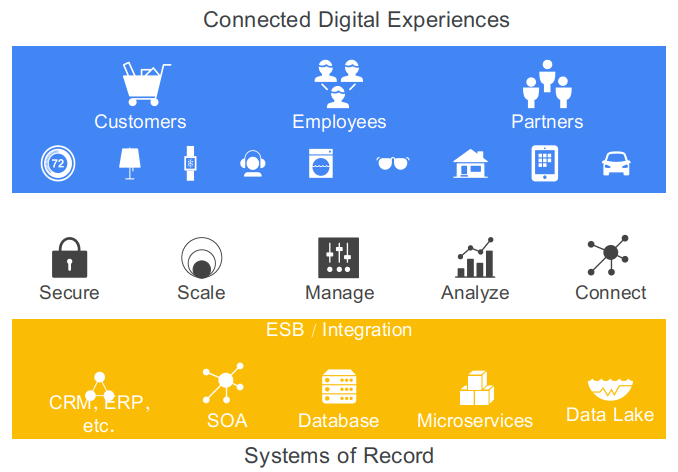 Connected Digital Experiences
Customers
Employees
Partners
72
Secure
Scale
Manage
Analyze
Connect
ESB / Integration
CRM, ERP,
etc.
SOA
Database
Microservices
Data Lake
Systems of Record